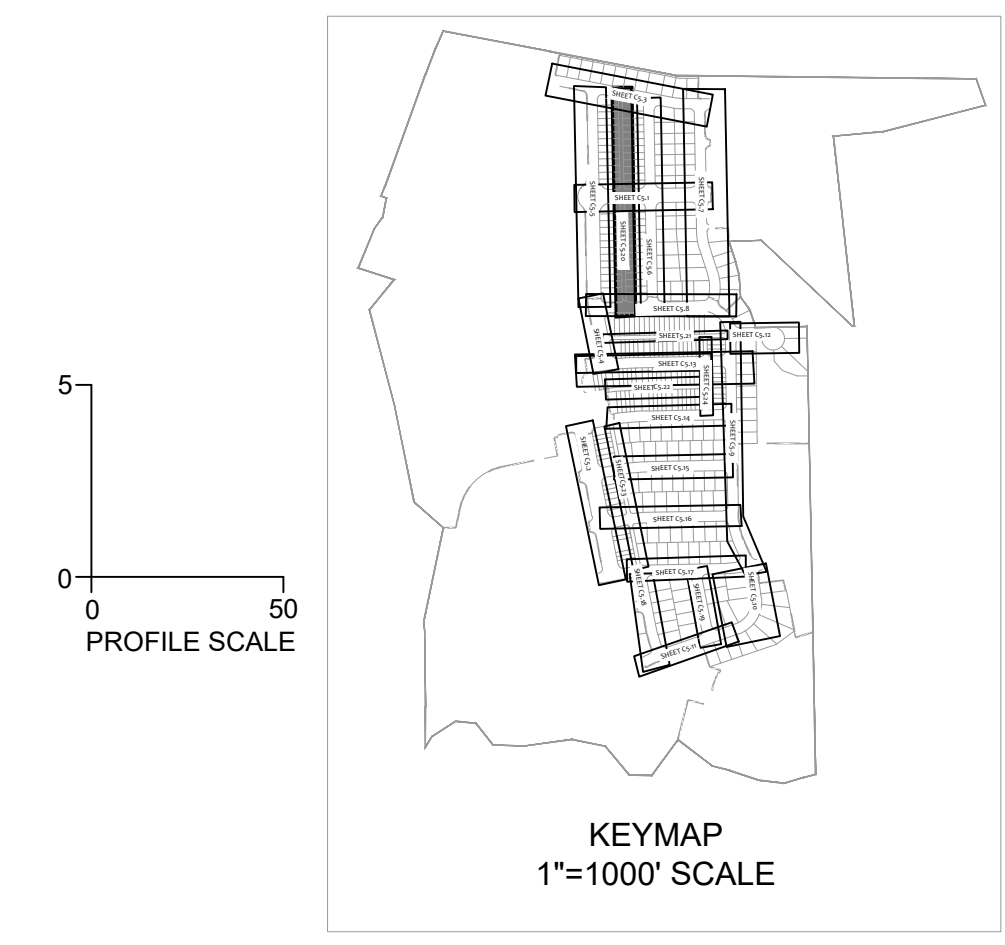 SHEET C5.3
SHEET C5.5
SHEET C5.1
SHEET C5.7
SHEET C5.20
SHEET C5.6
SHEET C5.8
SHEET C5.4
SHEET5.21
SHEET C5.12
SHEET C5.13
SHEET C5.22
SHEET C5.24
SHEET C5.14
SHEET C5.9
SHEET C5.2
SHEET C5.23
SHEET C5.15
SHEET C5.16
SHEET C5.17
SHEET C5.18
SHEET C5.19
SHEET C5.10
SHEET C5.11
5
0
0
50
PROFILE SCALE
KEYMAP
1"=1000' SCALE